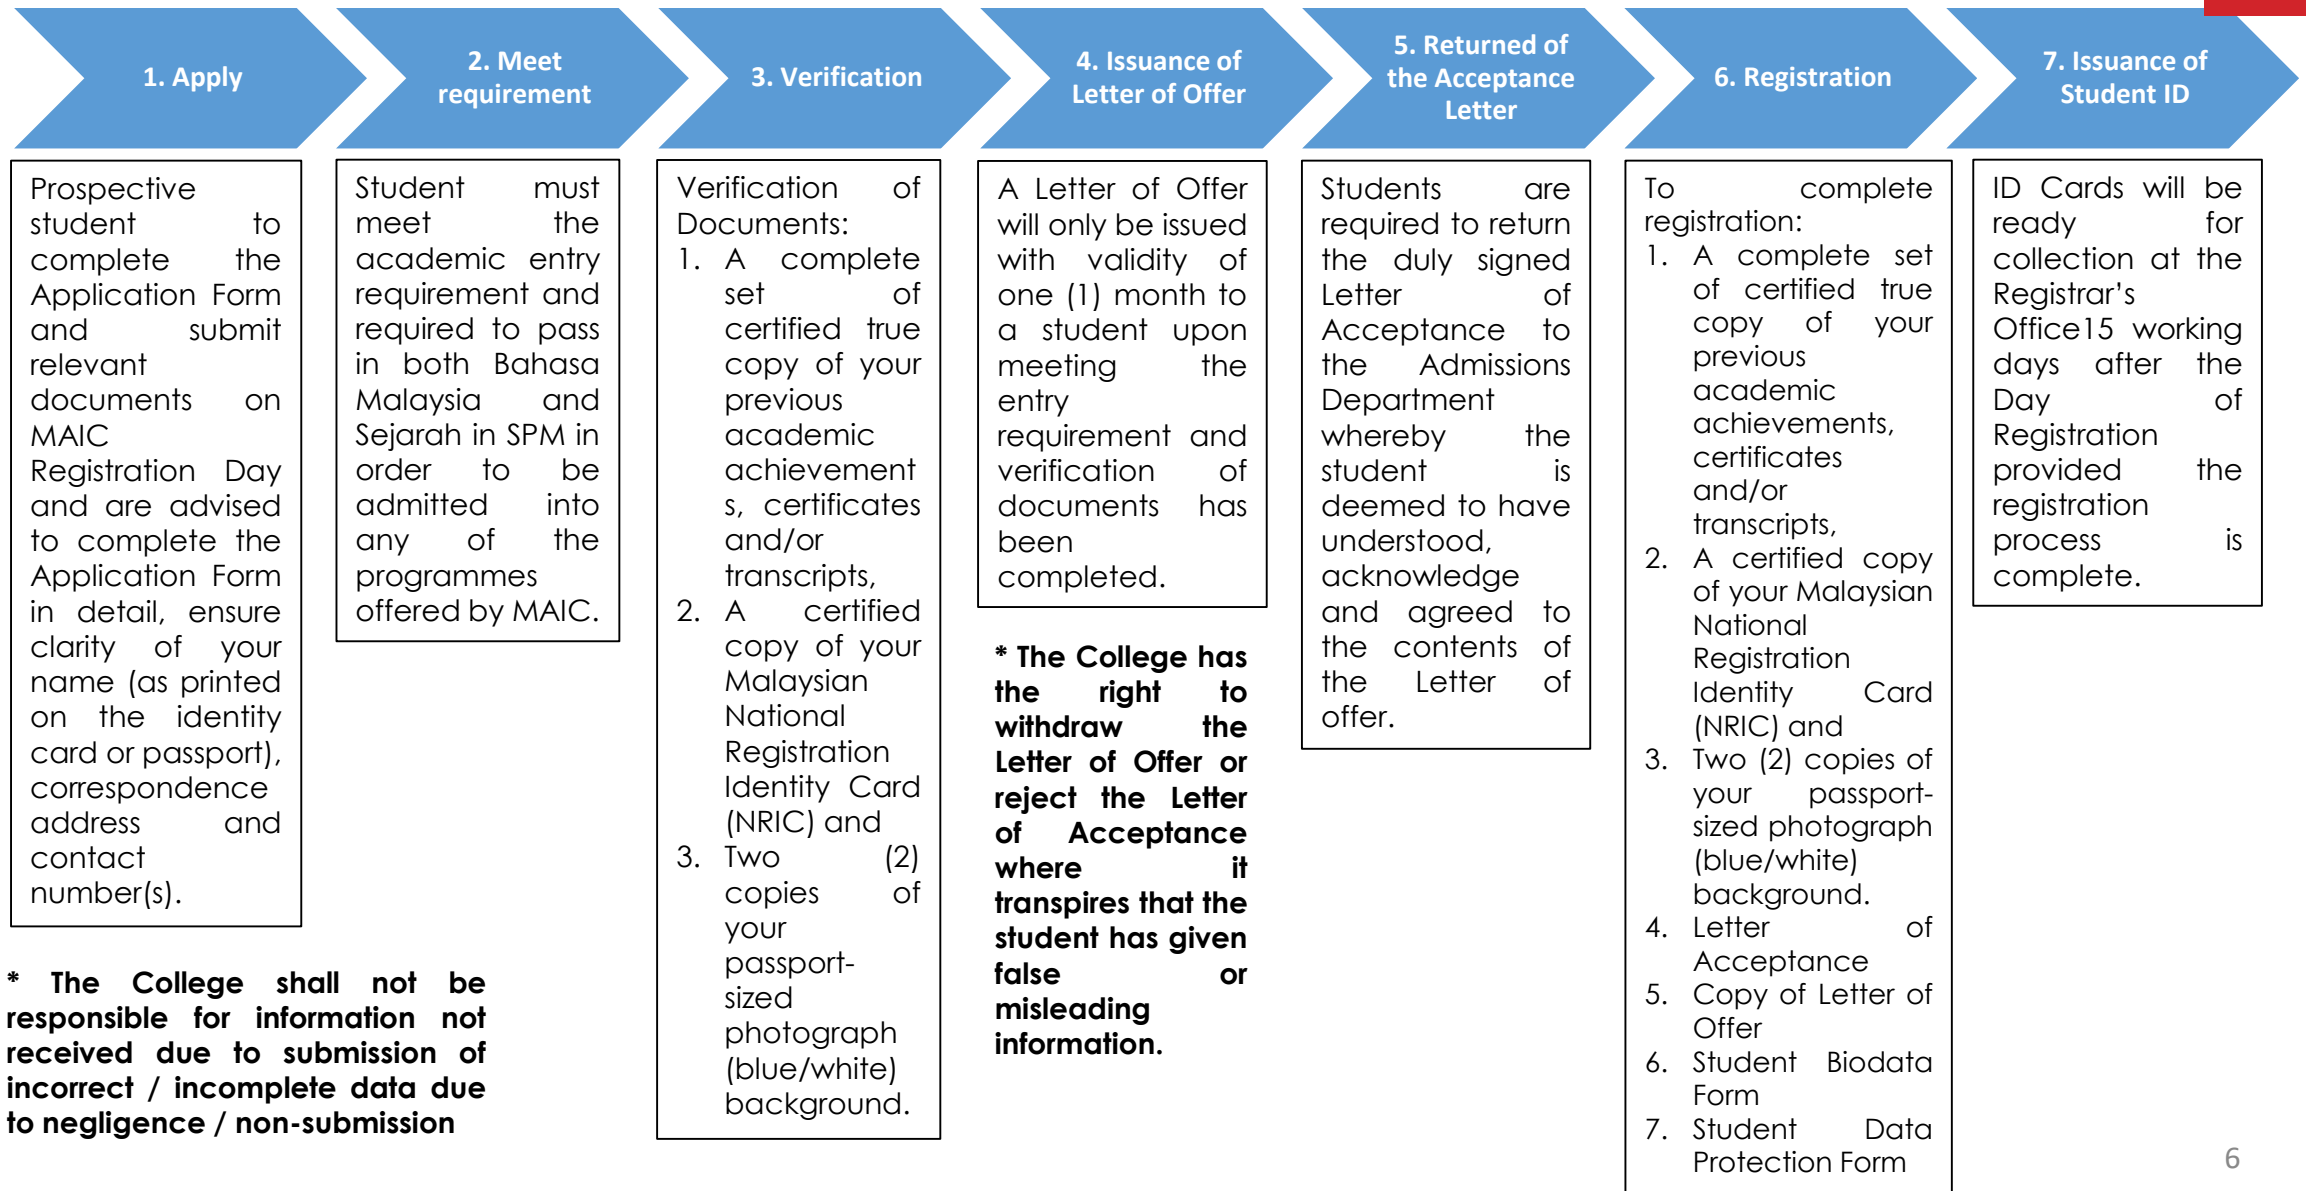 1. Apply
2. Meet
requirement
3. Verification
4. Issuance of
Letter of Offer
5. Returned of
the Acceptance
Letter
6. Registration
7. Issuance of
Student ID
Prospective
student to
complete the
Application Form
and submit
relevant
documents on
MAIC
Registration Day
and are advised
to complete the
Application Form
in detail, ensure
clarity of your
name (as printed
on the identity
card or passport),
correspondence
address and
contact
number(s).
* The College shall not be
responsible for information not
received due to submission of
incorrect / incomplete data due
to negligence / non-submission
Student must
meet the
academic entry
requirement and
required to pass
in both Bahasa
Malaysia and
Sejarah in SPM in
order to be
admitted into
any of the
programmes
offered by MAIC.
Verification of
Documents:
1. A complete
set of
certified true
copy of your
previous
academic
achievement
s, certificates
and/or
transcripts,
2. A certified
copy of your
Malaysian
National
Registration
Identity Card
(NRIC) and
3. Two (2)
copies of
your
passport-
sized
photograph
(blue/white)
background.
A Letter of Offer
will only be issued
with validity of
one (1) month to
a student upon
meeting the
entry
requirement and
verification of
documents has
been
completed.
* The College has
the right to
withdraw the
Letter of Offer or
reject the Letter
of Acceptance
where it
transpires that the
student has given
false or
misleading
information.
Students are
required to return
the duly signed
Letter of
Acceptance to
the Admissions
Department
whereby the
student is
deemed to have
understood,
acknowledge
and agreed to
the contents of
the Letter of
offer.
To complete
registration:
1. A complete set
of certified true
copy of your
previous
academic
achievements,
certificates
and/or
transcripts,
2. A certified copy
of your Malaysian
National
Registration
Identity Card
(NRIC) and
3. Two (2) copies of
your passport-
sized photograph
(blue/white)
background.
4. Letter of
Acceptance
5. Copy of Letter of
Offer
6. Student Biodata
Form
7. Student Data
Protection Form
ID Cards will be
ready for
collection at the
Registrar’s
Office15 working
days after the
Day of
Registration
provided the
registration
process is
complete.
6